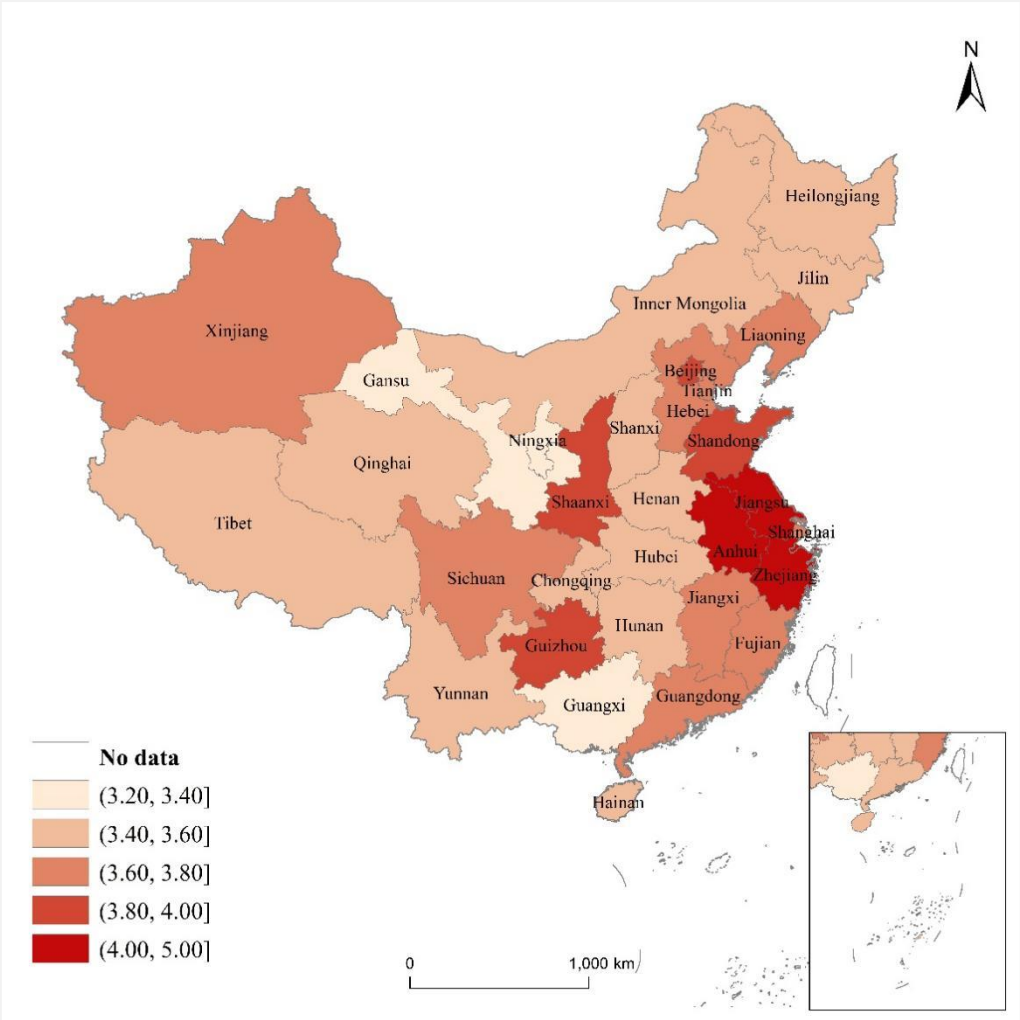 N
Heilongjiang
Jilin
Inner Mongolia
Xinjiang
Liaoning
Beijing
Gansu
Tianjin
Hebei
Shanxi
Ningxia
Shandong
Qinghai
Henan
Shaanxi
Jiangsu
Tibet
Shanghai
Anhui
Hubei
Zhejiang
Sichuan
Chongqing
Jiangxi
Hunan
Guizhou
Fujian
Yunnan
Guangdong
Guangxi
Hainan
No data
(3.20, 3.40]
(3.40, 3.60]
(3.60, 3.80]
(3.80, 4.00]
(4.00, 5.00]
0 1,000 km